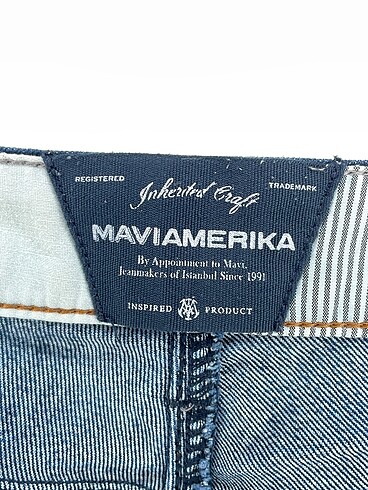 REGISTERED
Inherited Craft
TRADEMARK
MAVIAMERIKA
By Appointment to Mavi,
Jeanmakers of Istanbul Since 1991
INSPIRED PRODUCT